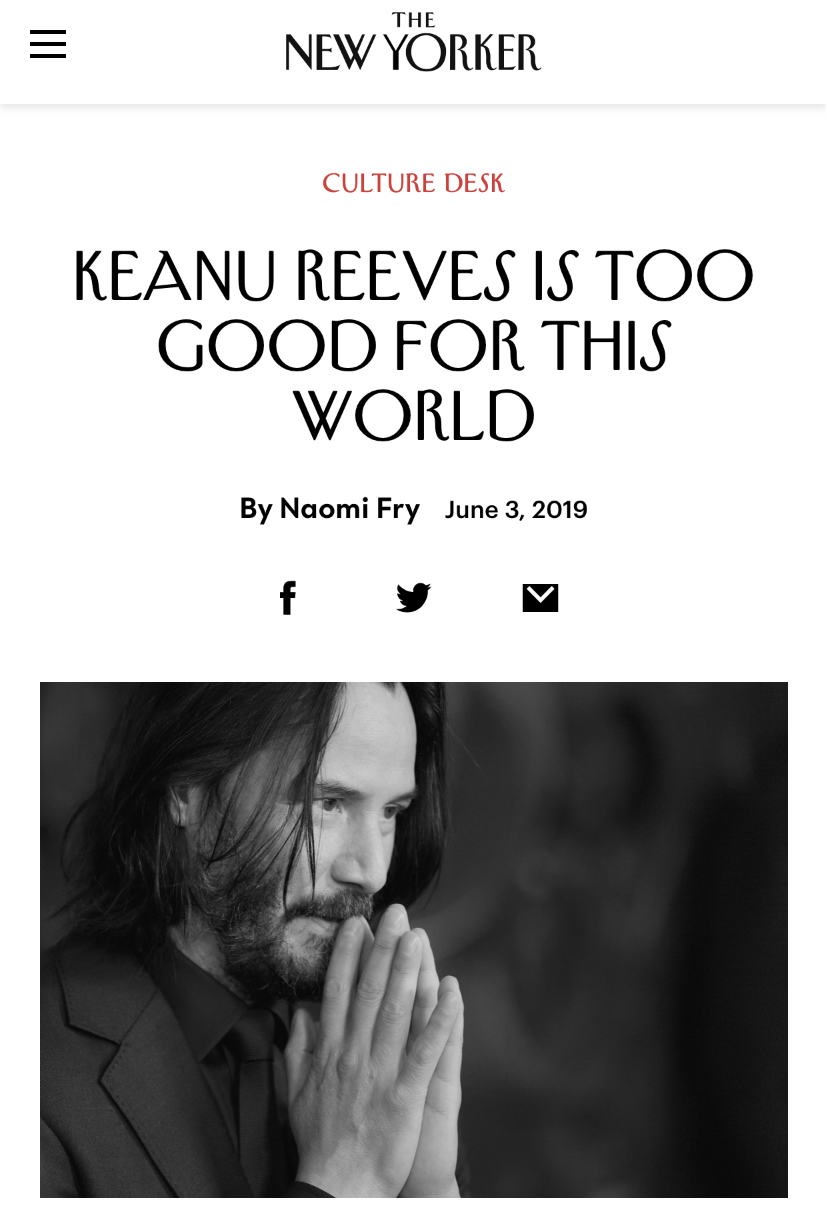 THE
NEW YORKER
CULTURE DESK
KEANU REEVES IS TOO
GOOD FOR THIS
WORLD
By Naomi Fry June 3, 2019